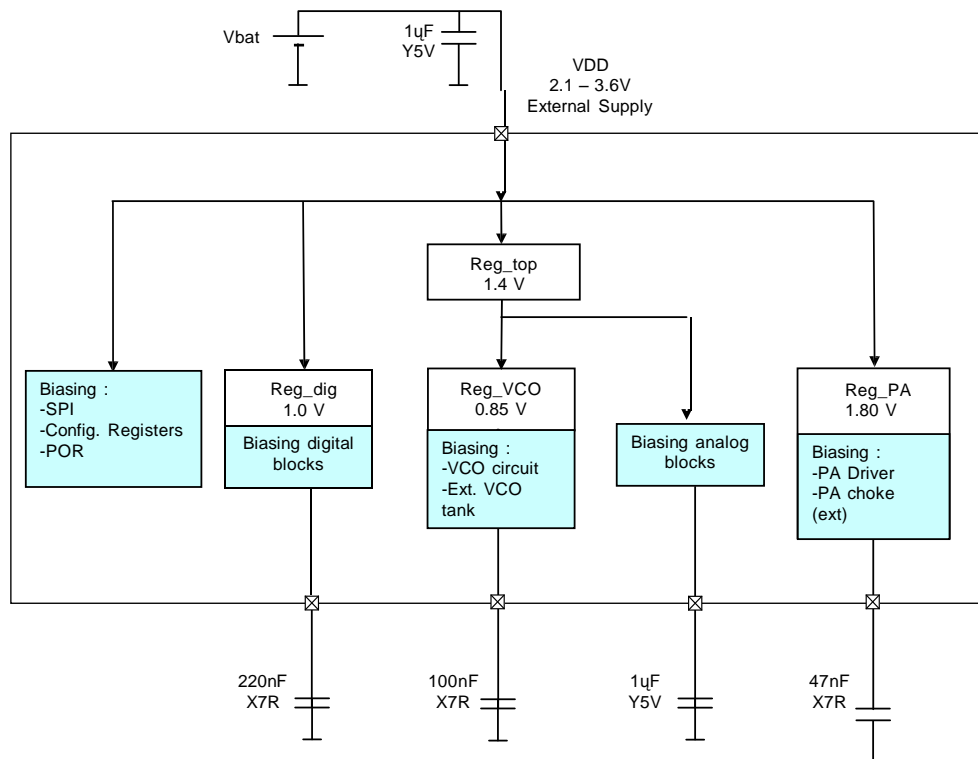 Vbat
1ųF
Y5V
VDD
2.1 – 3.6V
External Supply
Reg_top
1.4 V
Biasing :
-SPI
-Config. Registers
-POR
Reg_dig
1.0 V
Biasing digital
blocks
Reg_VCO
0.85 V
Biasing :
-VCO circuit
-Ext. VCO
tank
Biasing analog
blocks
Reg_PA
1.80 V
Biasing :
-PA Driver
-PA choke
(ext)
220nF
X7R
100nF
X7R
1ųF
Y5V
47nF
X7R